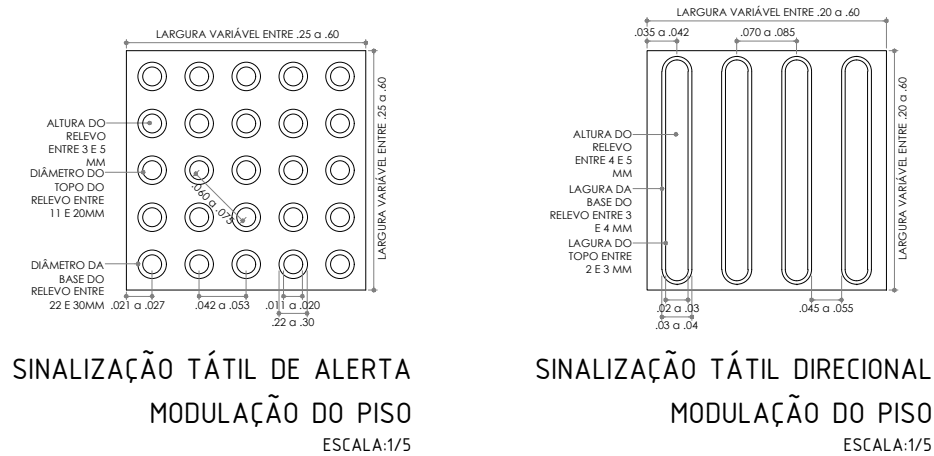 LARGURA VARIÁVEL ENTRE .25 a .60
LARGURA VARIÁVEL ENTRE .25 a .60
ALTURA DO
RELEVO
ENTRE 3 E 5
MM
DIÂMETRO DO
TOPO DO
RELEVO ENTRE
11 E 20MM
.060 a .075
DIÂMETRO DA
BASE DO
RELEVO ENTRE
22 E 30MM
.021 a .027
.042 a .053
.011 a .020
.22 a .30
SINALIZAÇÃO TÁTIL DE ALERTA
MODULAÇÃO DO PISO
ESCALA:1/5
LARGURA VARIÁVEL ENTRE .20 a .60
.035 a .042
.070 a .085
LARGURA VARIÁVEL ENTRE .20 a .60
ALTURA DO
RELEVO
ENTRE 4 E 5
MM
LAGURA DA
BASE DO
RELEVO ENTRE 3
E 4 MM
LAGURA DO
TOPO ENTRE
2 E 3 MM
.02 a .03
.03 a .04
.045 a .055
SINALIZAÇÃO TÁTIL DIRECIONAL
MODULAÇÃO DO PISO
ESCALA:1/5